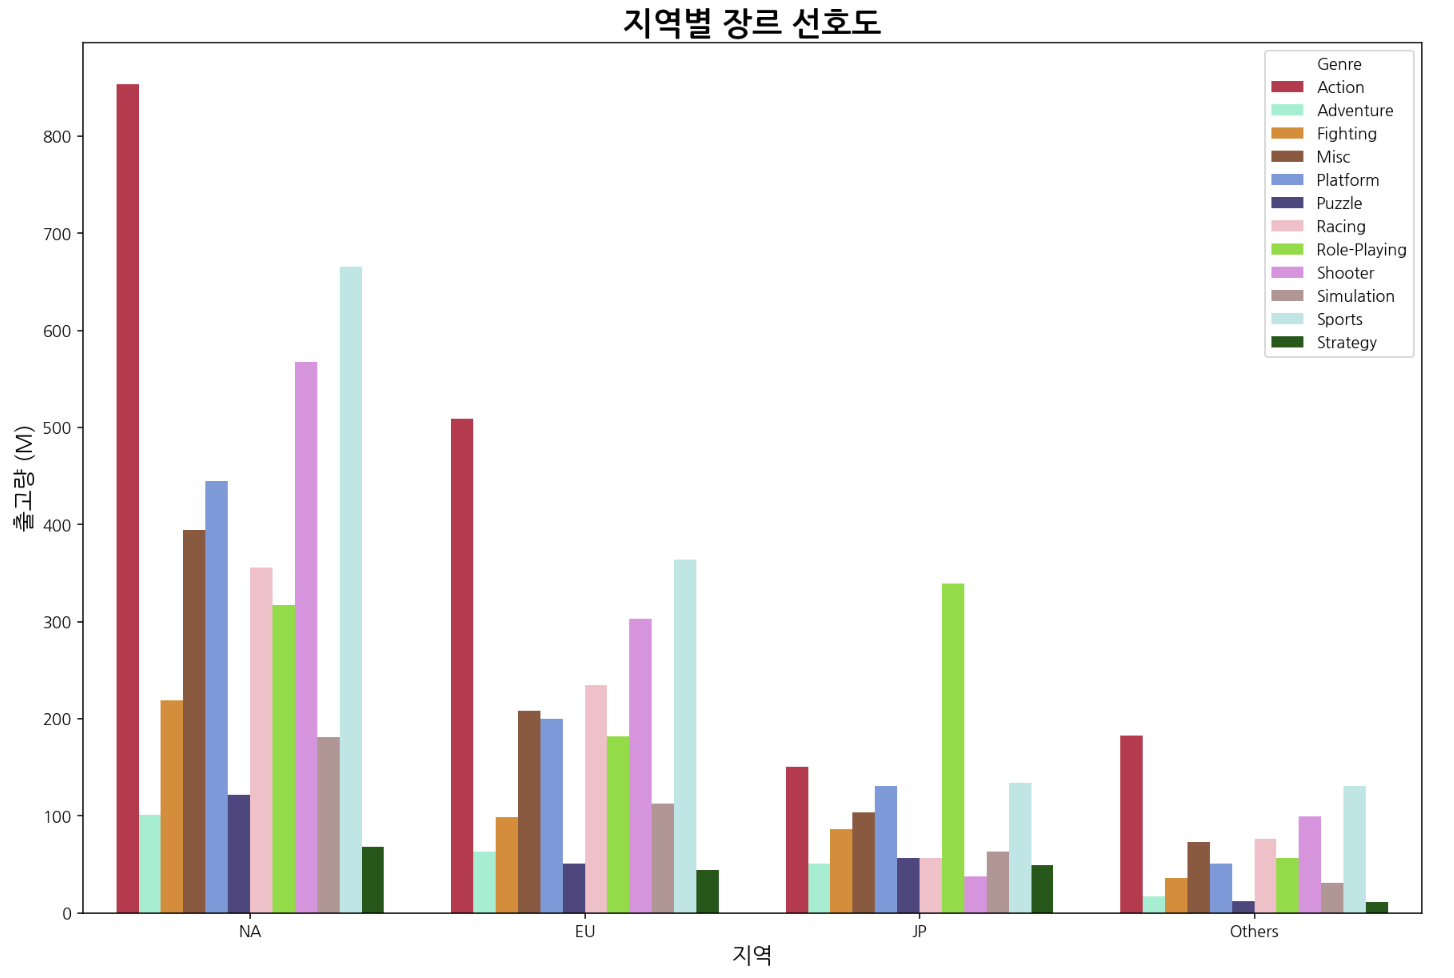 지역별 장르 선호도
Genre
Action
Adventure
Fighting
Misc
Platform
Puzzle
Racing
Role-Playing
Shooter
Simulation
Sports
Strategy
출고량 (M)
800
700
600
500
400
300
200
100
0
NA EU JP Others
지역